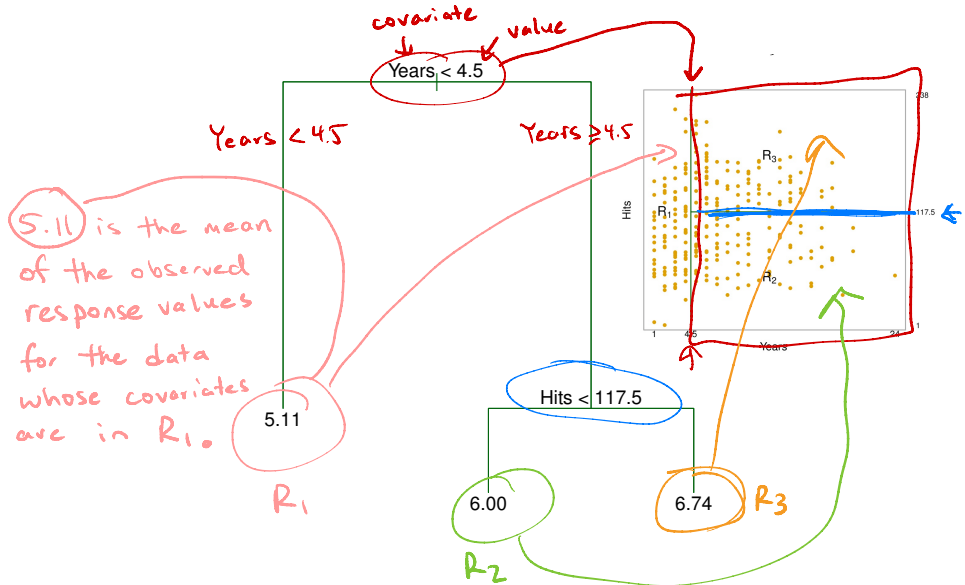 covariate
value
Years < 4.5
Years < 4.5
Years ≥ 4.5
238
R3
Hits
R1
117.5
R2
1
4.5
24
1
Years
5.11 is the mean
of the observed
response values
for the data
whose covariates
are in R1.
Hits < 117.5
5.11
R1
6.00
6.74
R3
R2